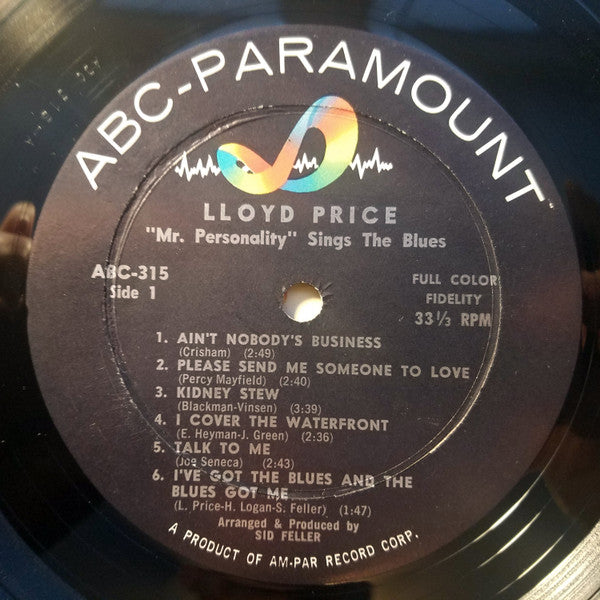 ABC-PARAMOUNT
LLOYD PRICE
"Mr. Personality" Sings The Blues
ABC-315
Side 1
FULL COLOR
FIDELITY
33⅓ RPM
1. AIN'T NOBODY'S BUSINESS
(Crisham) (2:49)
2. PLEASE SEND ME SOMEONE TO LOVE
(Percy Mayfield) (2:40)
3. KIDNEY STEW
(Blackman-Vinsen) (3:39)
4. I COVER THE WATERFRONT
(E. Heyman-J. Green) (2:36)
5. TALK TO ME
(Joe Seneca) (2:43)
6. I'VE GOT THE BLUES AND THE
BLUES GOT ME
(L. Price-H. Logan-S. Feller) (1:47)
Arranged & Produced by
SID FELLER
A PRODUCT OF AM-PAR RECORD CORP.